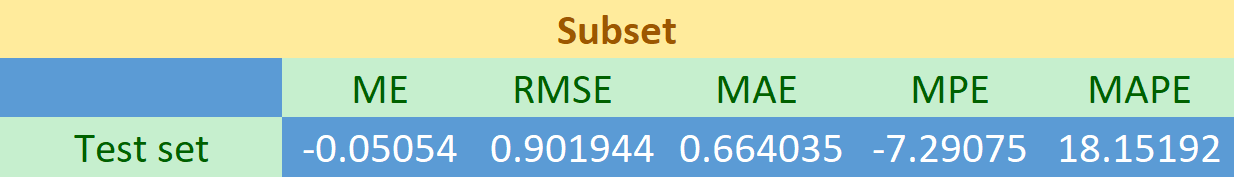 Subset
ME RMSE MAE MPE MAPE
Test set -0.05054 0.901944 0.664035 -7.29075 18.15192